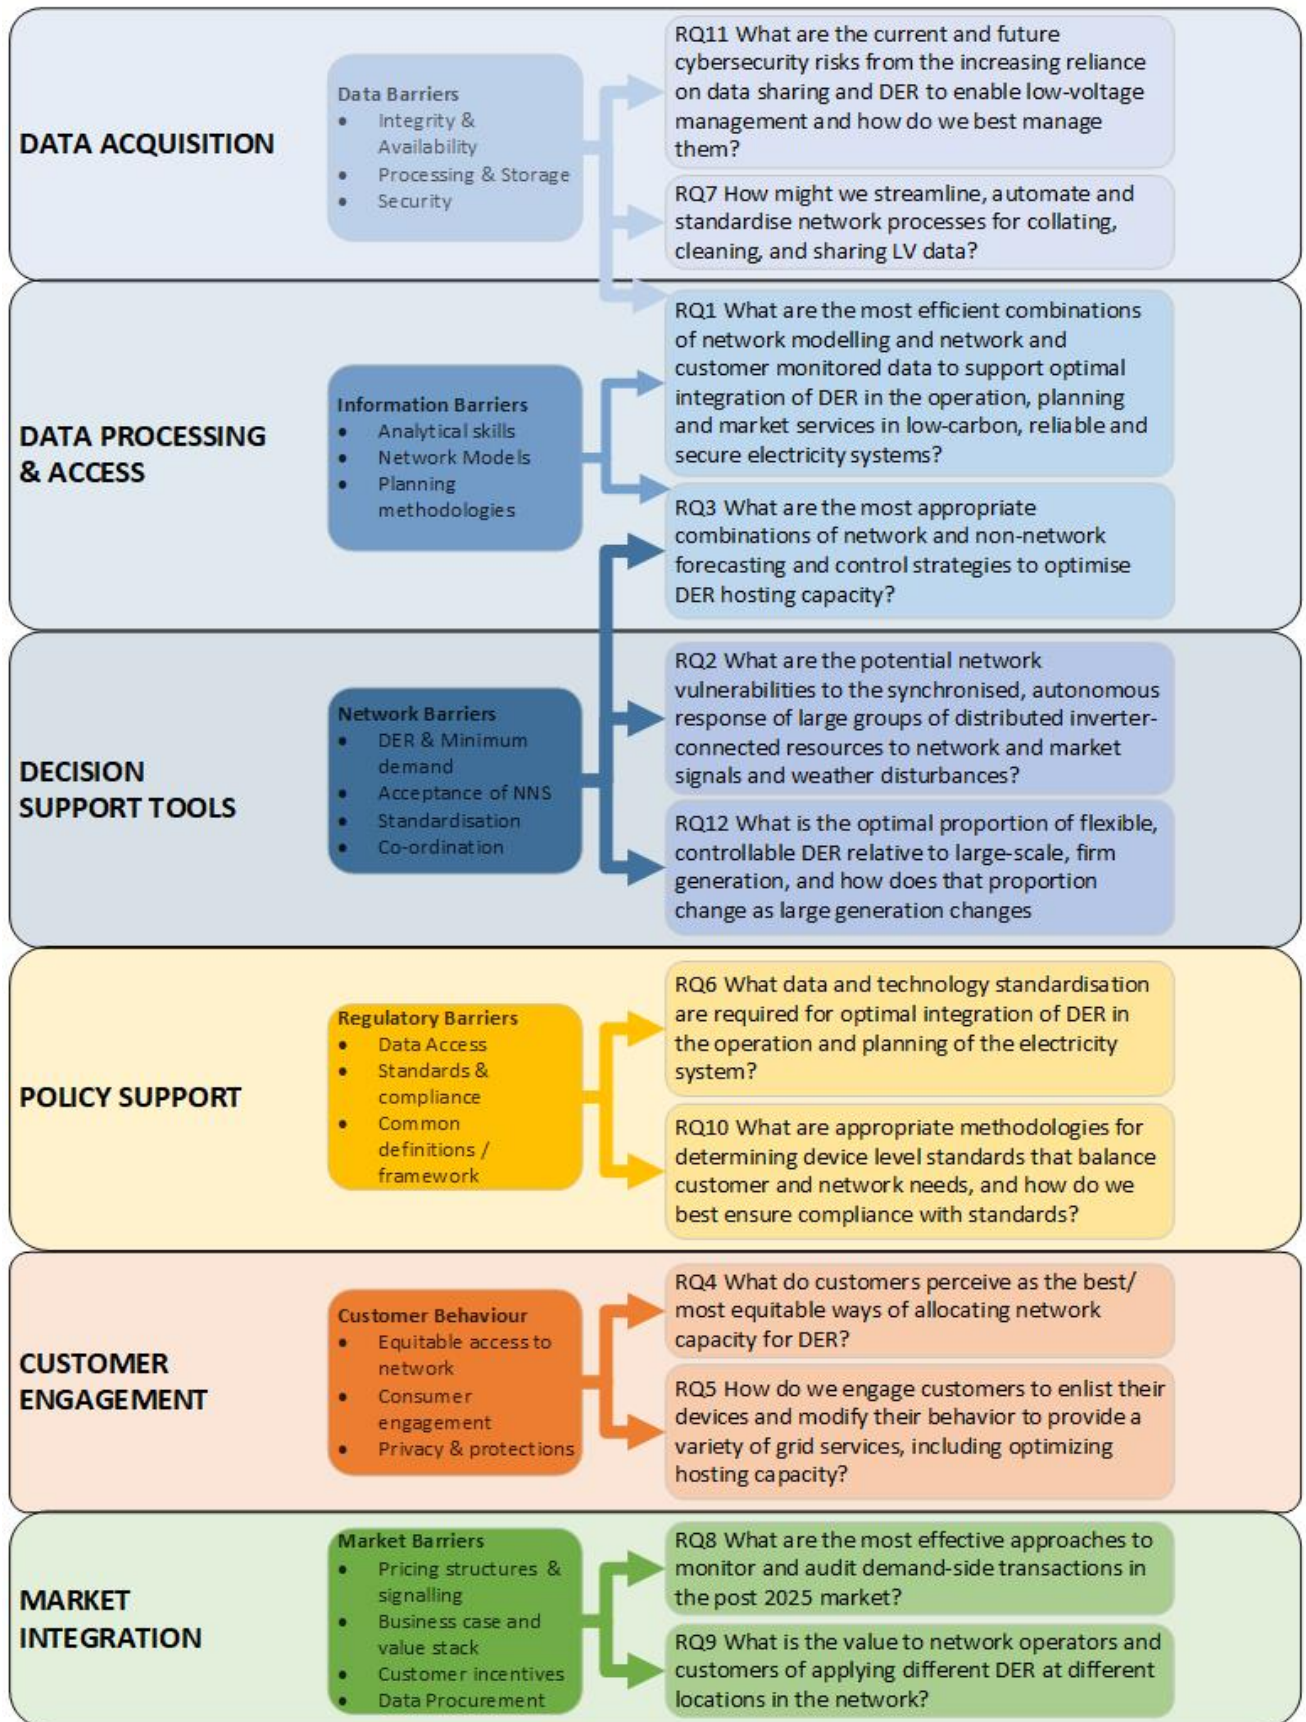 DATA ACQUISITION
Data Barriers
• Integrity &
Availability
• Processing & Storage
• Security
RQ11 What are the current and future
cybersecurity risks from the increasing reliance
on data sharing and DER to enable low-voltage
management and how do we best manage
them?
RQ7 How might we streamline, automate and
standardise network processes for collating,
cleaning, and sharing LV data?
DATA PROCESSING
& ACCESS
Information Barriers
• Analytical skills
• Network Models
• Planning
methodologies
RQ1 What are the most efficient combinations
of network modelling and network and
customer monitored data to support optimal
integration of DER in the operation, planning
and market services in low-carbon, reliable and
secure electricity systems?
RQ3 What are the most appropriate
combinations of network and non-network
forecasting and control strategies to optimise
DER hosting capacity?
DECISION
SUPPORT TOOLS
Network Barriers
• DER & Minimum
demand
• Acceptance of NNS
• Standardisation
• Co-ordination
RQ2 What are the potential network
vulnerabilities to the synchronised, autonomous
response of large groups of distributed inverter-
connected resources to network and market
signals and weather disturbances?
RQ12 What is the optimal proportion of flexible,
controllable DER relative to large-scale, firm
generation, and how does that proportion
change as large generation changes
POLICY SUPPORT
Regulatory Barriers
• Data Access
• Standards &
compliance
• Common
definitions /
framework
RQ6 What data and technology standardisation
are required for optimal integration of DER in
the operation and planning of the electricity
system?
RQ10 What are appropriate methodologies for
determining device level standards that balance
customer and network needs, and how do we
best ensure compliance with standards?
CUSTOMER
ENGAGEMENT
Customer Behaviour
• Equitable access to
network
• Consumer
engagement
• Privacy & protections
RQ4 What do customers perceive as the best/
most equitable ways of allocating network
capacity for DER?
RQ5 How do we engage customers to enlist their
devices and modify their behavior to provide a
variety of grid services, including optimizing
hosting capacity?
MARKET
INTEGRATION
Market Barriers
• Pricing structures &
signalling
• Business case and
value stack
• Customer incentives
• Data Procurement
RQ8 What are the most effective approaches to
monitor and audit demand-side transactions in
the post 2025 market?
RQ9 What is the value to network operators and
customers of applying different DER at different
locations in the network?